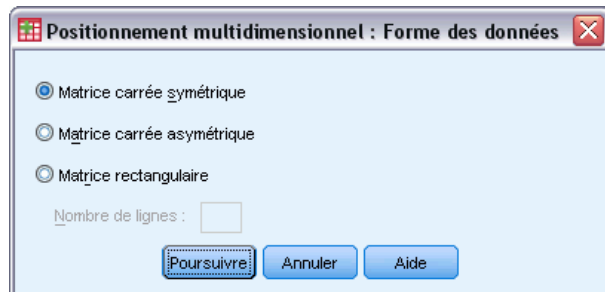 Positionnement multidimensionnel : Forme des données
Matrice carrée symétrique
Matrice carrée asymétrique
Matrice rectangulaire
Nombre de lignes :
Poursuivre Annuler Aide